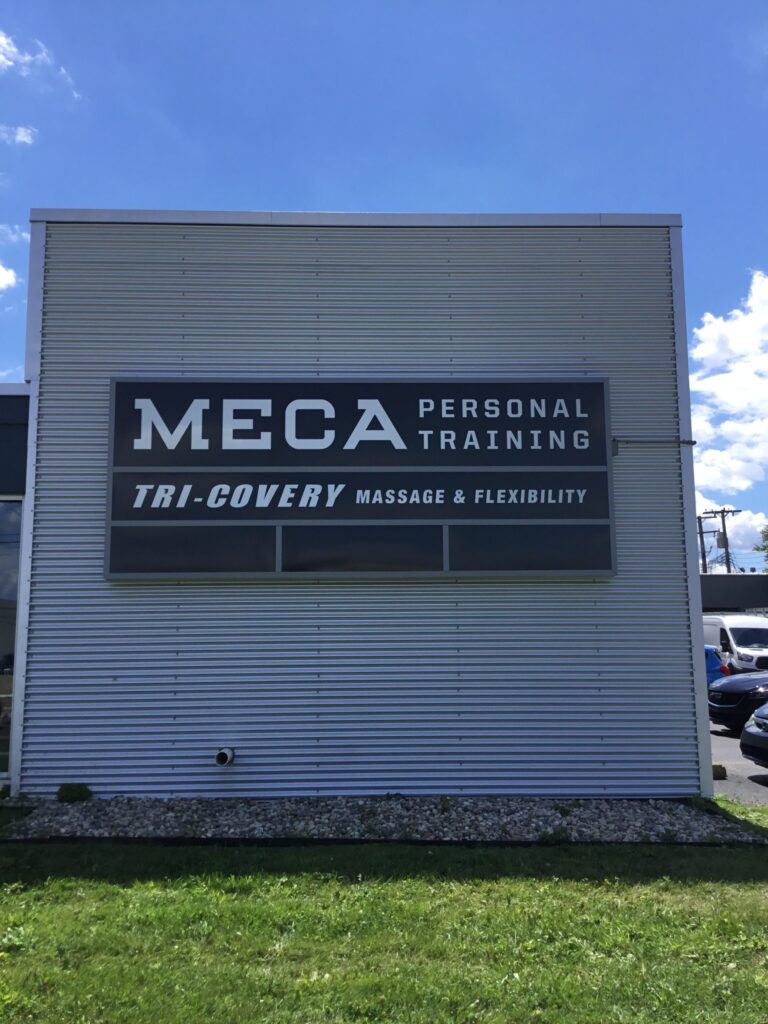 MECA PERSONAL
TRAINING
TRI-COVERY MASSAGE & FLEXIBILITY